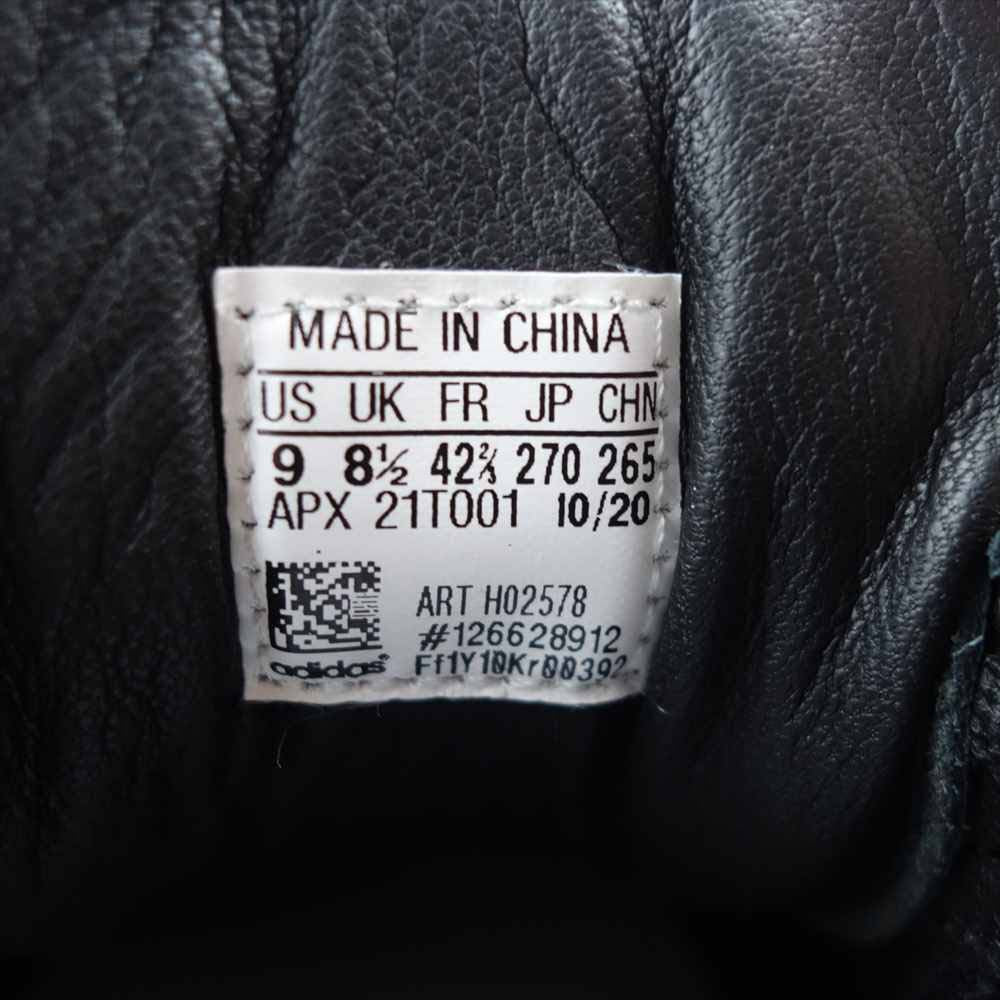 MADE IN CHINA
US UK FR JP CHN
9 8½ 42⅔ 270 265
APX 21T001 10/20
ART H02578
#126628912
adidas Ff1Y10Kr00392